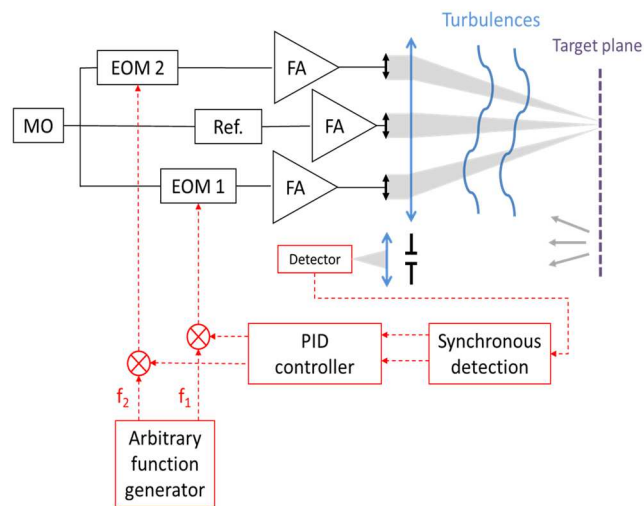 Turbulences
Target plane
EOM 2
FA
MO
Ref.
FA
EOM 1
FA
Detector
PID
controller
Synchronous
detection
f2
f1
Arbitrary
function
generator